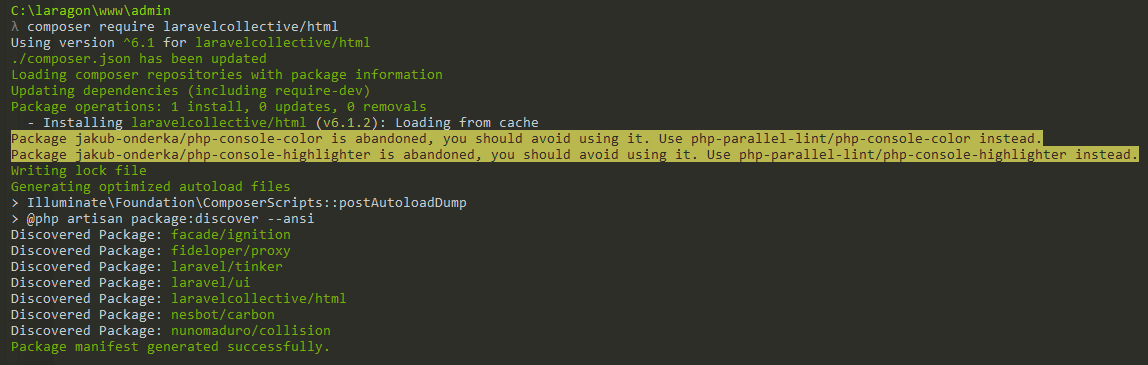 C:\laragon\www\admin
λ composer require laravelcollective/html
Using version ^6.1 for laravelcollective/html
./composer.json has been updated
Loading composer repositories with package information
Updating dependencies (including require-dev)
Package operations: 1 install, 0 updates, 0 removals
  - Installing laravelcollective/html (v6.1.2): Loading from cache
Package jakub-onderka/php-console-color is abandoned, you should avoid using it. Use php-parallel-lint/php-console-color instead.
Package jakub-onderka/php-console-highlighter is abandoned, you should avoid using it. Use php-parallel-lint/php-console-highlighter instead.
Writing lock file
Generating optimized autoload files
> Illuminate\Foundation\ComposerScripts::postAutoloadDump
> @php artisan package:discover --ansi
Discovered Package: facade/ignition
Discovered Package: fideloper/proxy
Discovered Package: laravel/tinker
Discovered Package: laravel/ui
Discovered Package: laravelcollective/html
Discovered Package: nesbot/carbon
Discovered Package: nunomaduro/collision
Package manifest generated successfully.